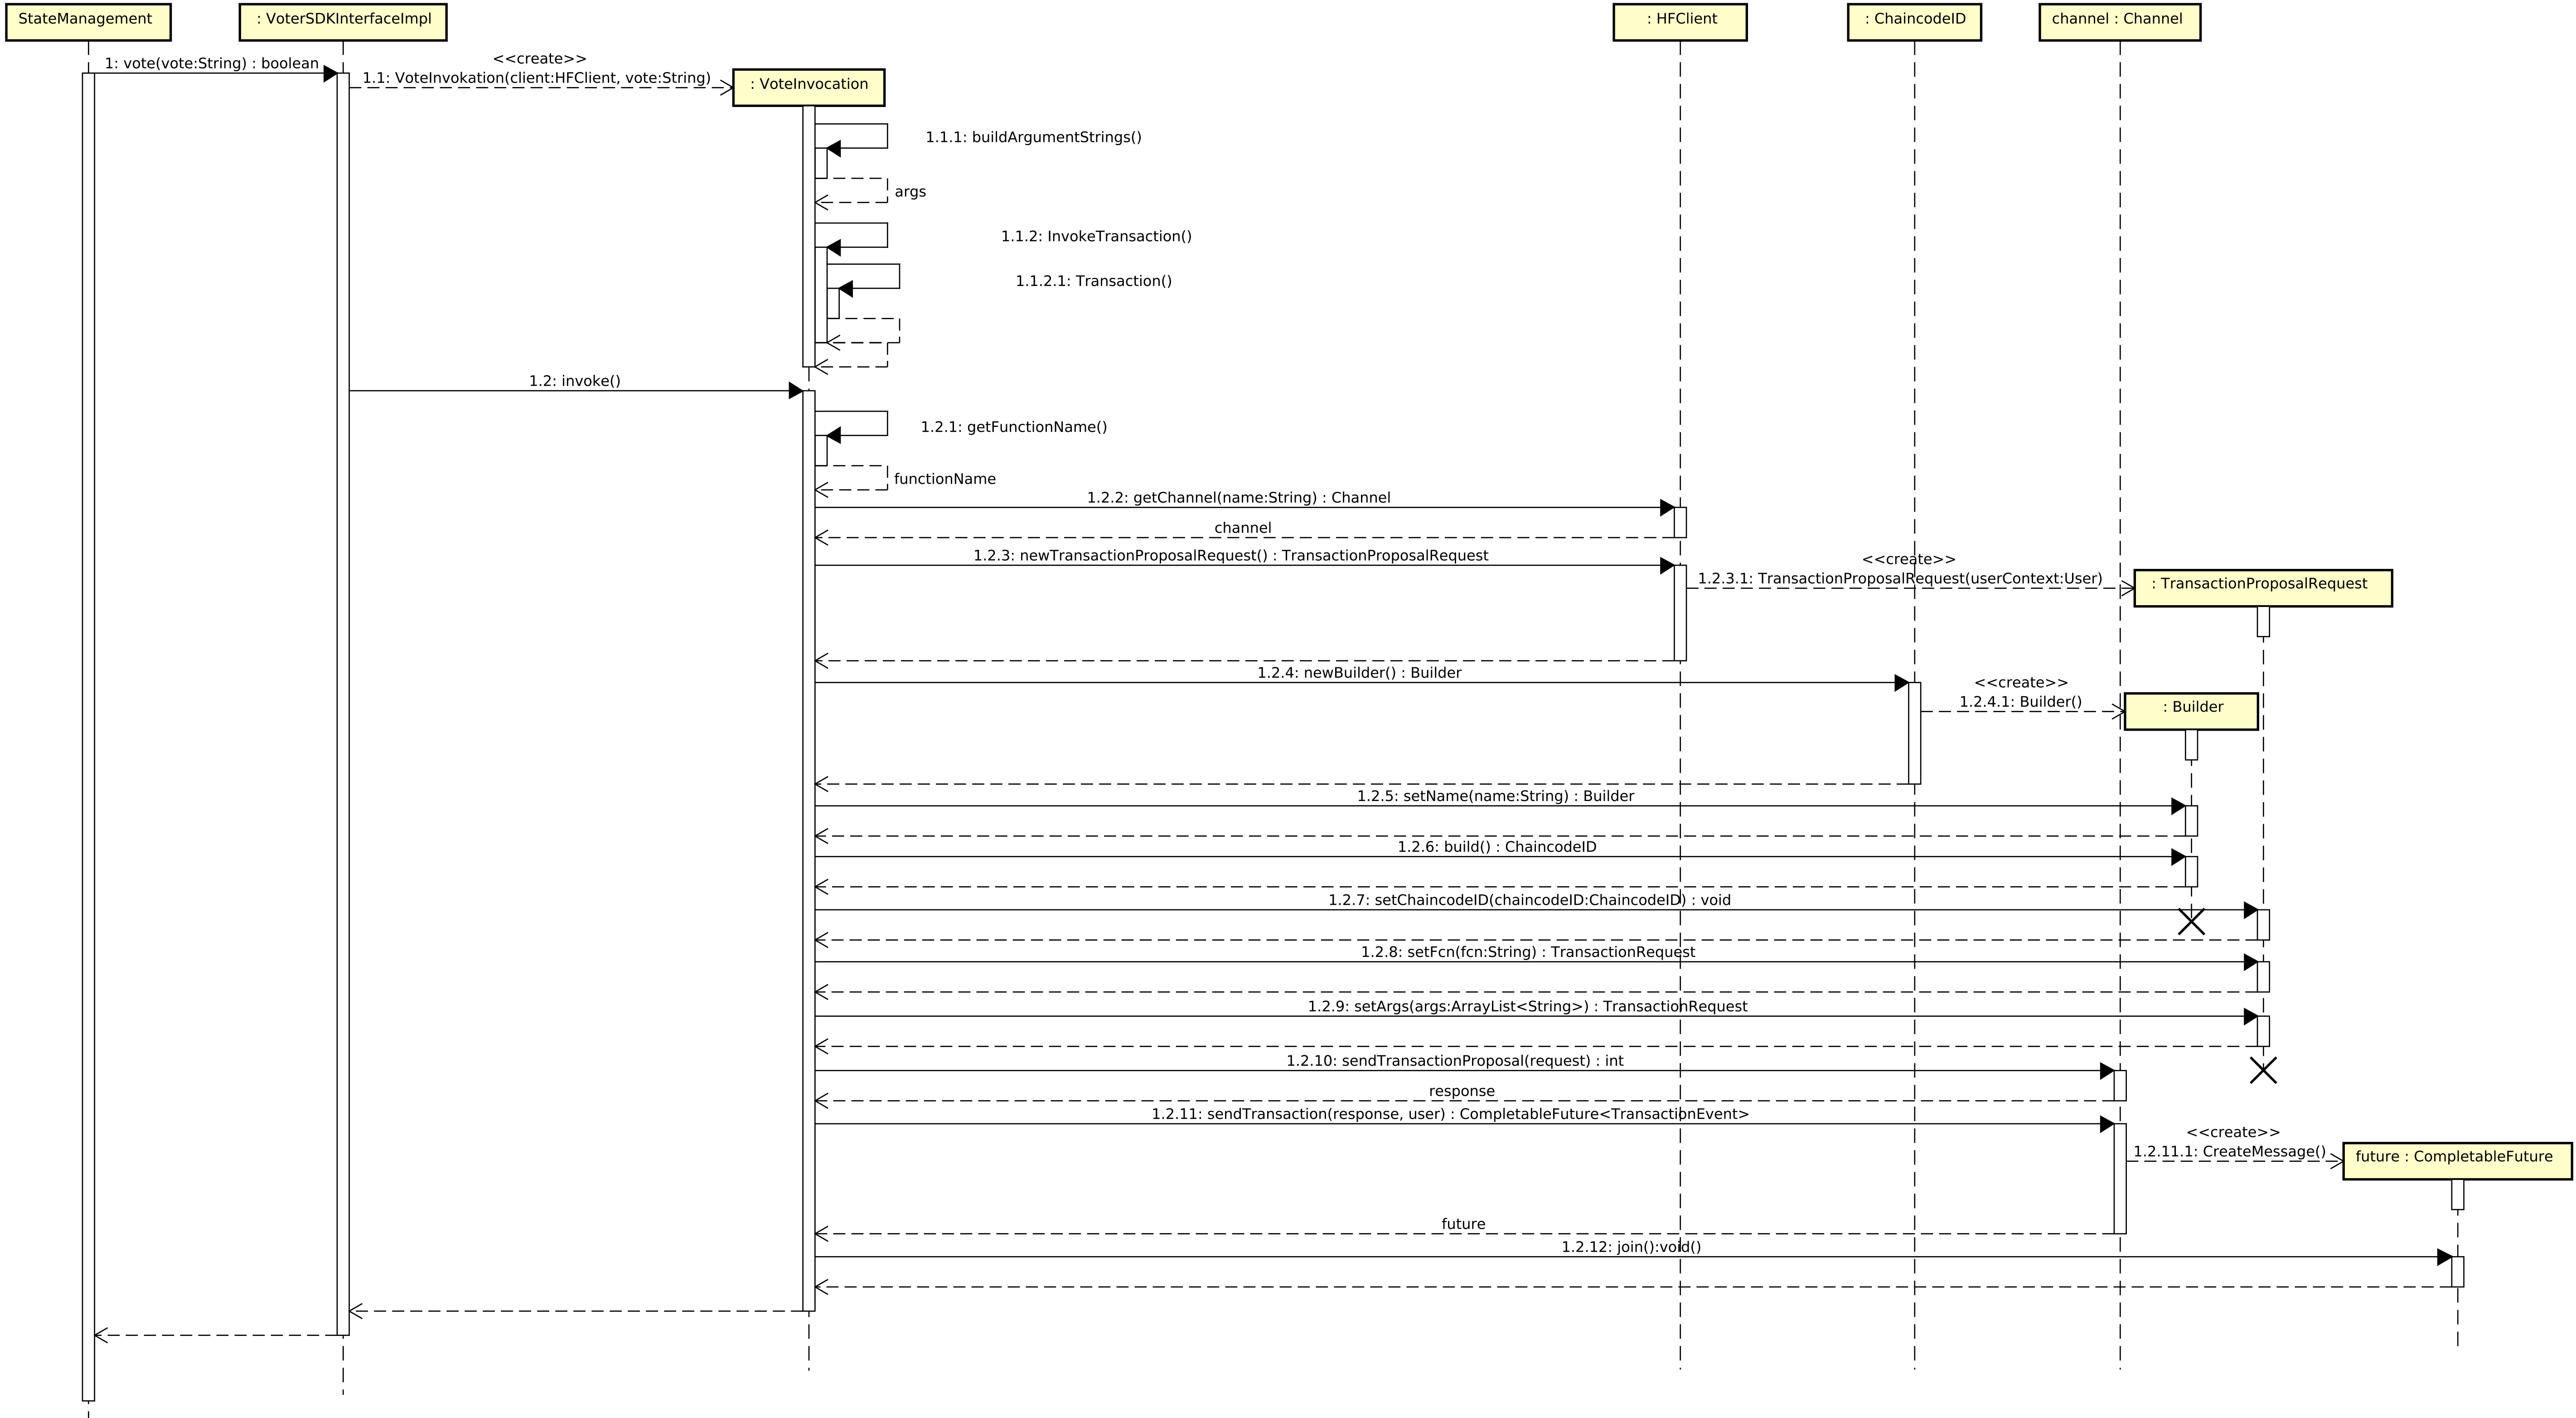 StateManagement
: VoterSDKInterfaceImpl
: HFClient
: ChaincodeID
channel : Channel
1: vote(vote:String) : boolean
<<create>>
1.1: VoteInvokation(client:HFClient, vote:String)
: VoteInvocation
1.1.1: buildArgumentStrings()
args
1.1.2: InvokeTransaction()
1.1.2.1: Transaction()
1.2: invoke()
1.2.1: getFunctionName()
functionName
1.2.2: getChannel(name:String) : Channel
channel
1.2.3: newTransactionProposalRequest() : TransactionProposalRequest
<<create>>
1.2.3.1: TransactionProposalRequest(userContext:User)
: TransactionProposalRequest
1.2.4: newBuilder() : Builder
<<create>>
1.2.4.1: Builder()
: Builder
1.2.5: setName(name:String) : Builder
1.2.6: build() : ChaincodeID
1.2.7: setChaincodeID(chaincodeID:ChaincodeID) : void
1.2.8: setFcn(fcn:String) : TransactionRequest
1.2.9: setArgs(args:ArrayList<String>) : TransactionRequest
1.2.10: sendTransactionProposal(request) : int
response
1.2.11: sendTransaction(response, user) : CompletableFuture<TransactionEvent>
<<create>>
1.2.11.1: CreateMessage()
future : CompletableFuture
future
1.2.12: join():void()